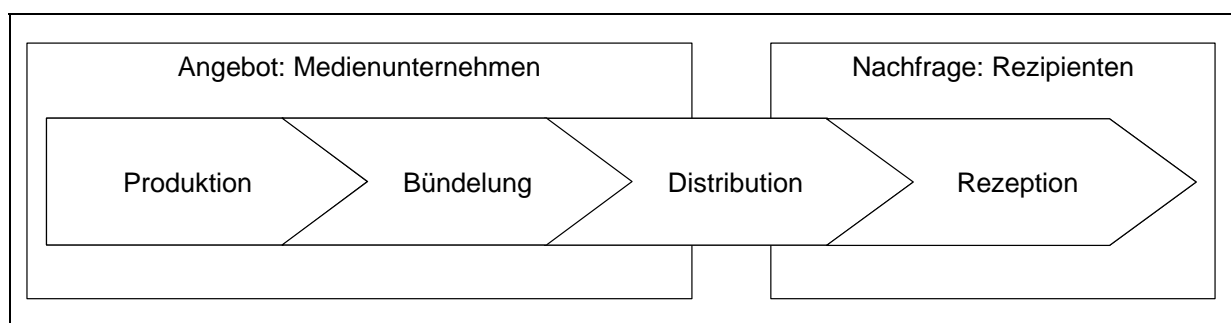 Angebot: Medienunternehmen
Nachfrage: Rezipienten
Produktion
Bündelung
Distribution
Rezeption